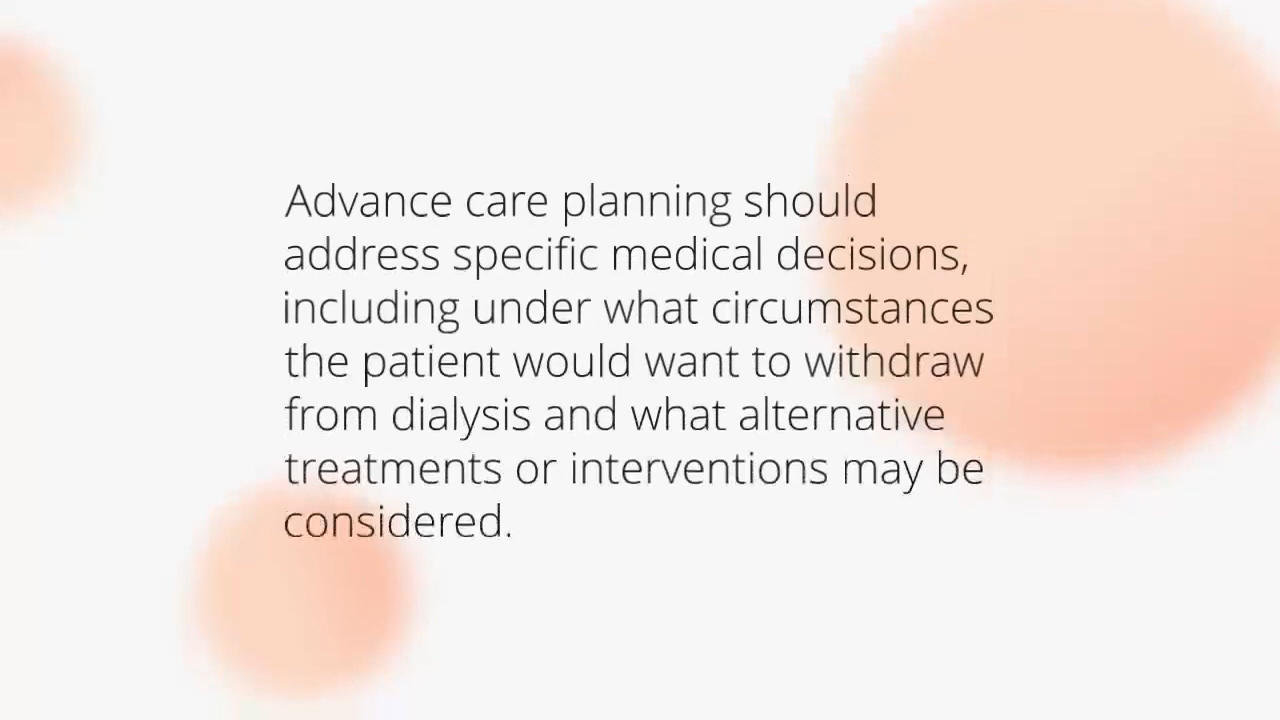 Advance care planning should
address specific medical decisions,
including under what circumstances
the patient would want to withdraw
from dialysis and what alternative
treatments or interventions may be
considered.